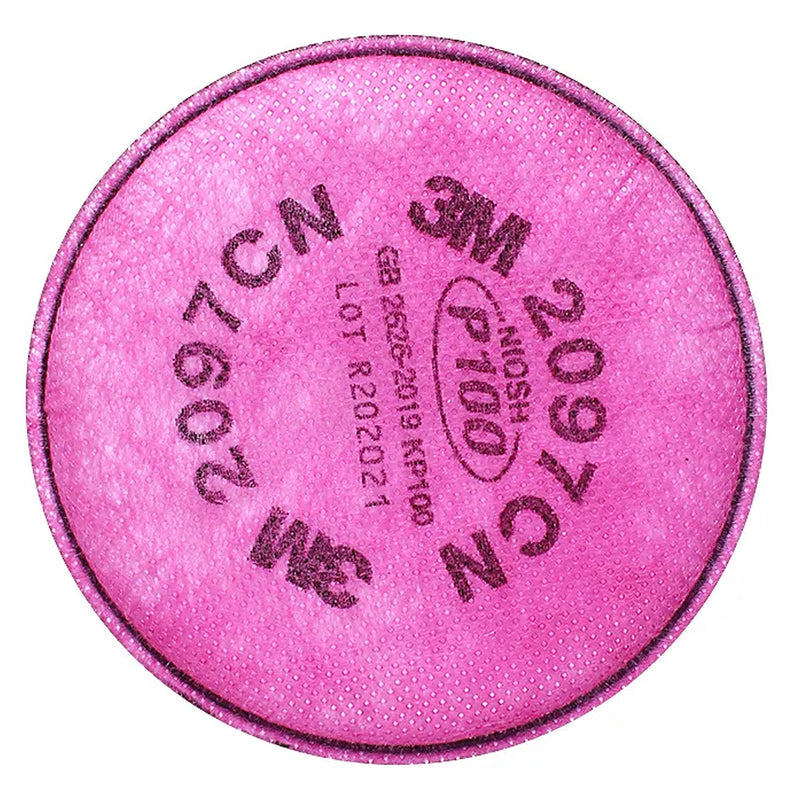 3M 2097CN
NIOSH
P100
GB 2626-2019 KP100
LOT R202021
3M 2097CN